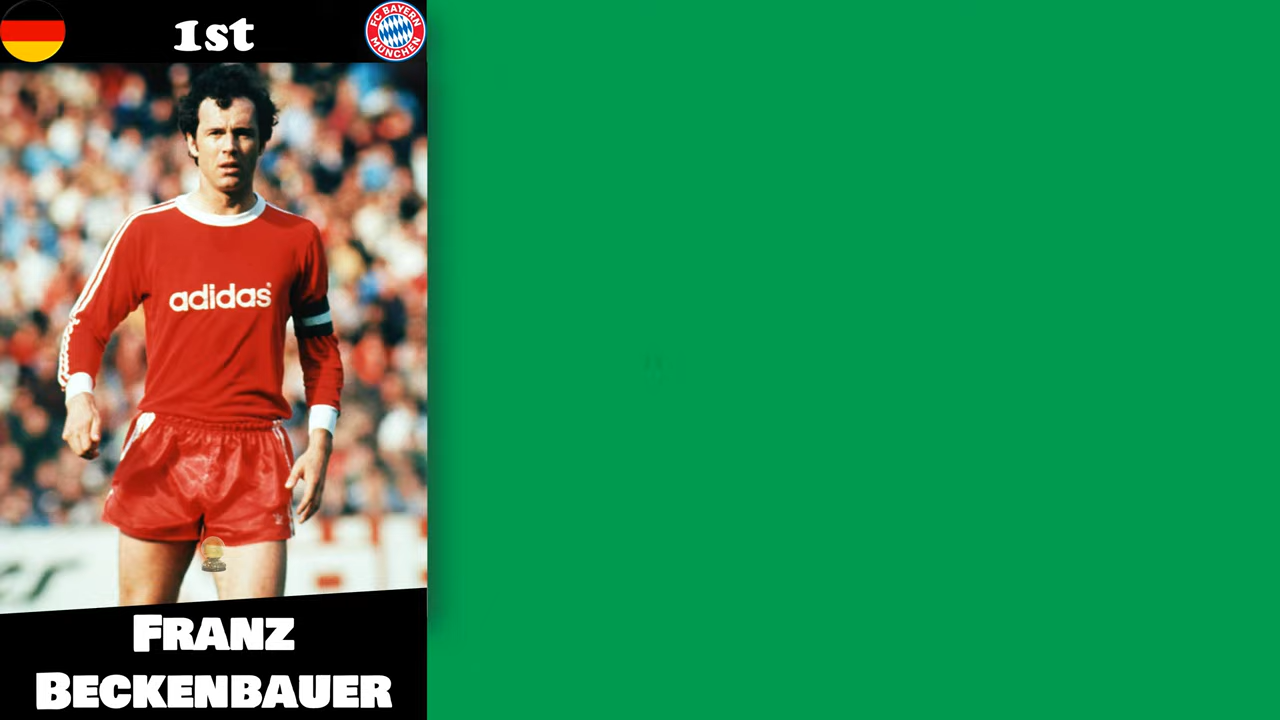 1st
FC BAYERN
MÜNCHEN
adidas
FRANZ
BECKENBAUER